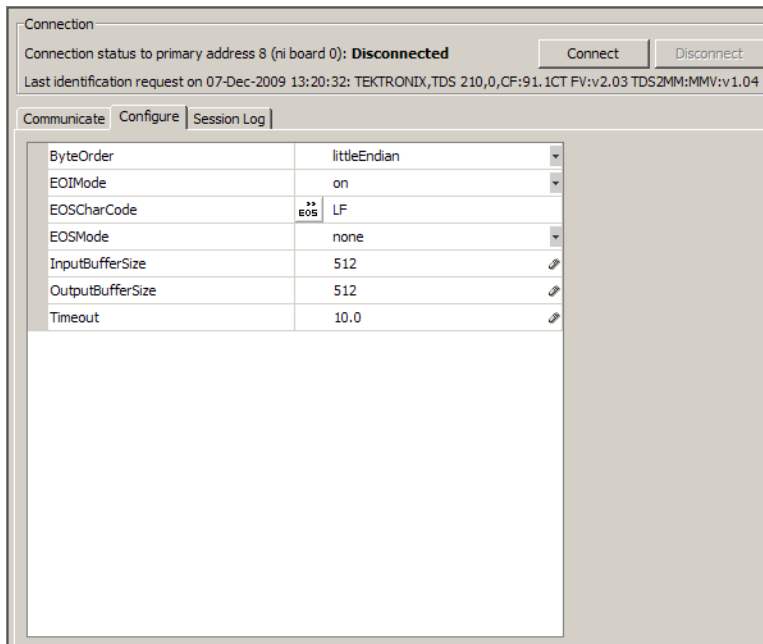 Connection
Connection status to primary address 8 (ni board 0): Disconnected Connect Disconnect
Last identification request on 07-Dec-2009 13:20:32: TEKTRONIX,TDS 210,0,CF:91.1CT FV:v2.03 TDS2MM:MMV:v1.04
Communicate Configure Session Log
ByteOrder littleEndian
EOIMode on
EOSCharCode EOS LF
EOSMode none
InputBufferSize 512
OutputBufferSize 512
Timeout 10.0